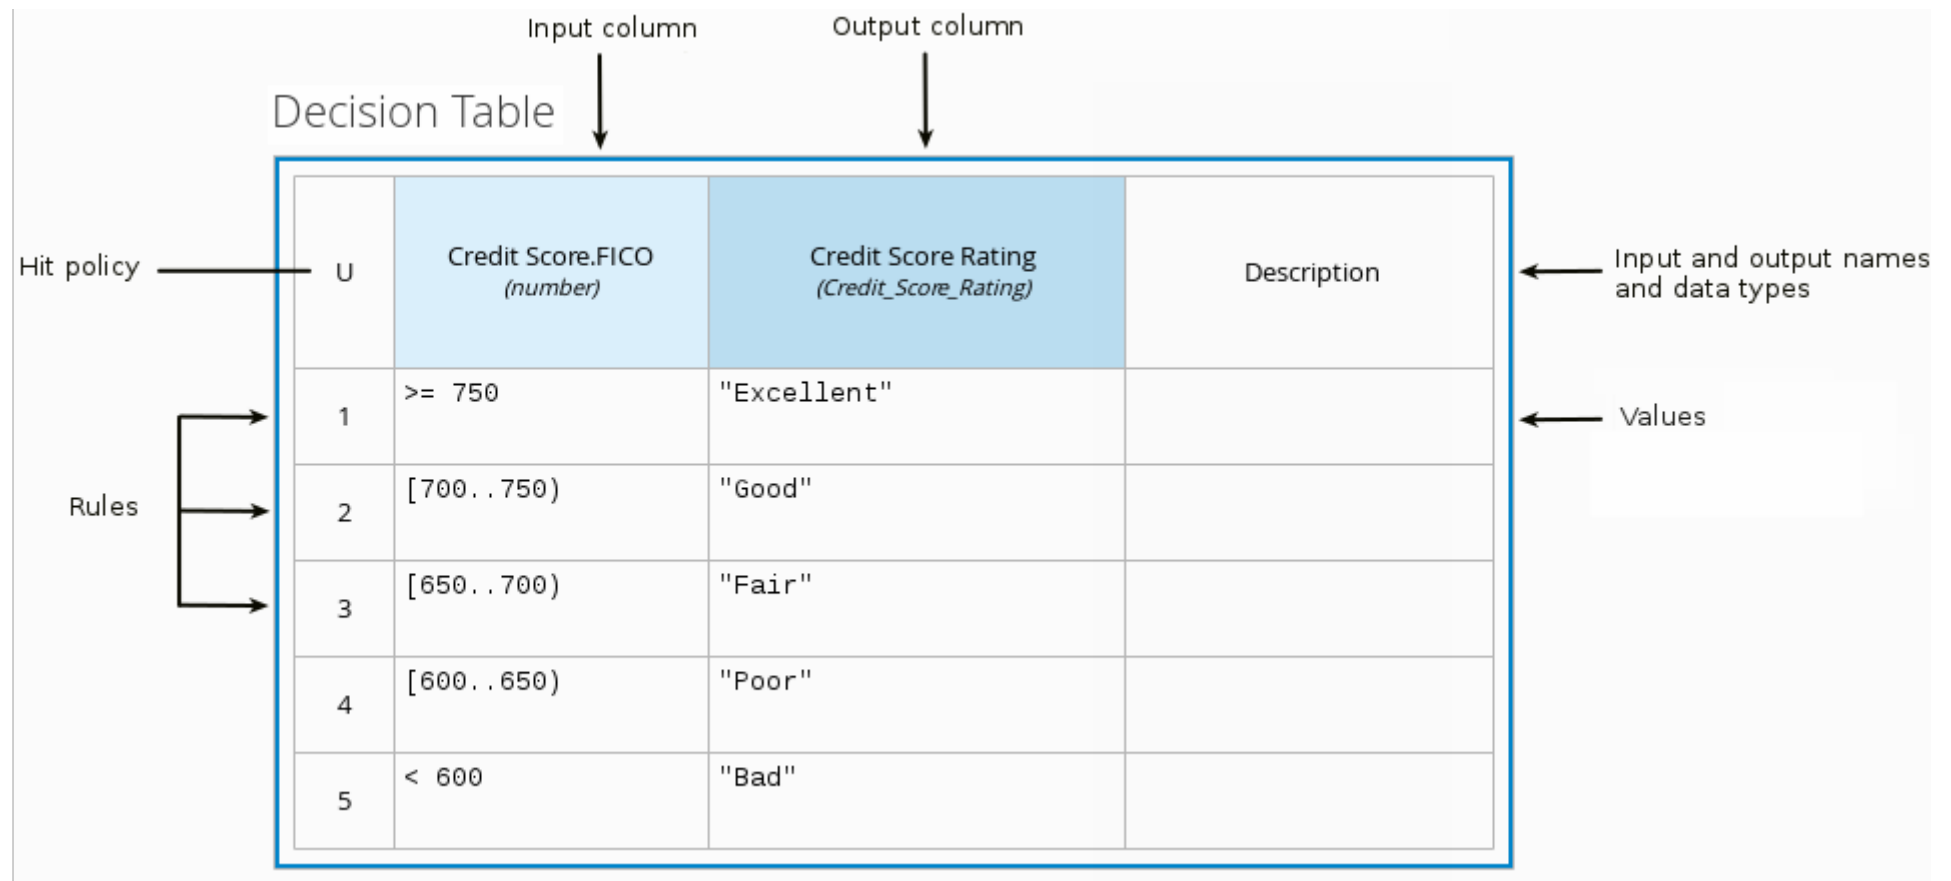 Input column
Output column
Decision Table
Hit policy
U
Credit Score.FICO
(number)
Credit Score Rating
(Credit_Score_Rating)
Description
Input and output names
and data types
1
>= 750
"Excellent"
Values
Rules
2
[700..750)
"Good"
3
[650..700)
"Fair"
4
[600..650)
"Poor"
5
< 600
"Bad"